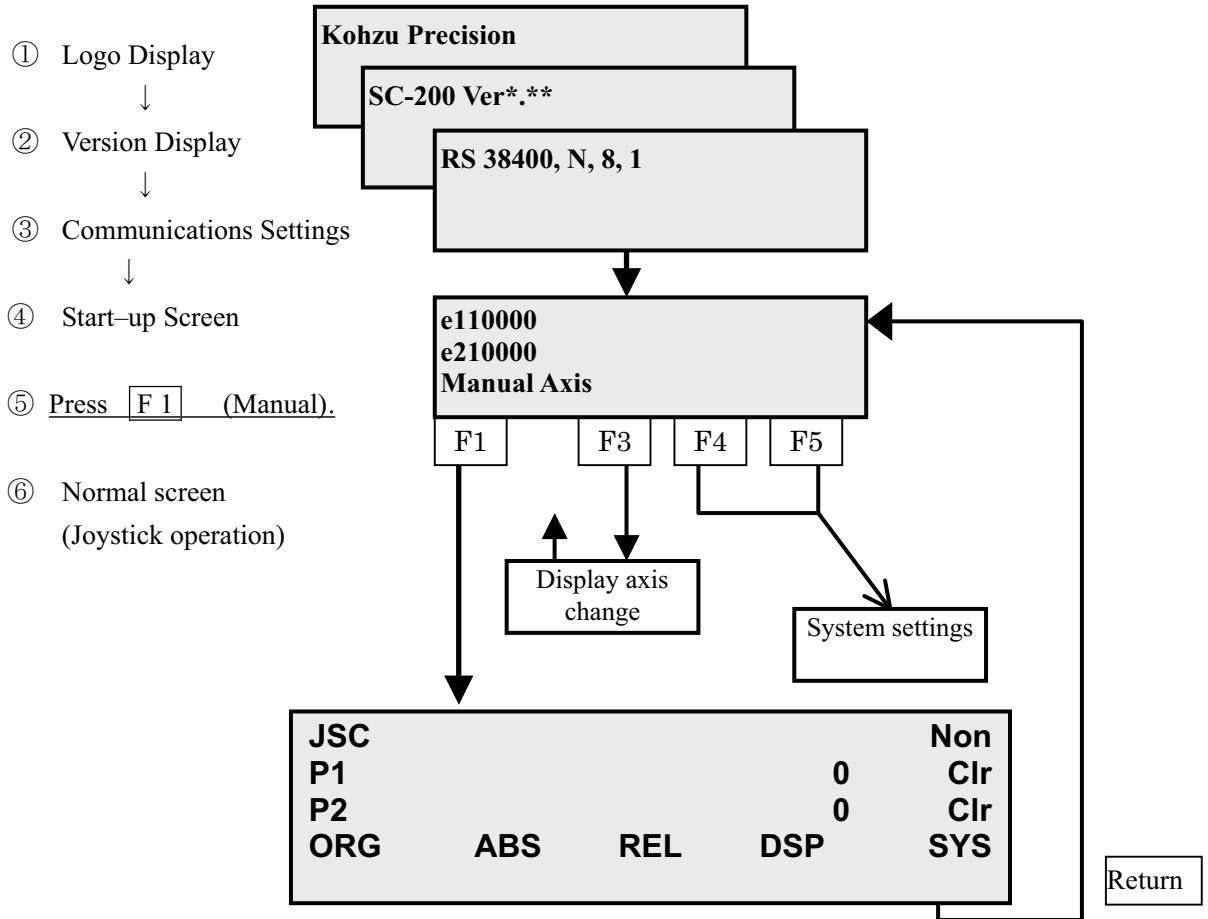 ① Logo Display
↓
② Version Display
↓
③ Communications Settings
↓
④ Start–up Screen
⑤ Press F 1 (Manual).
⑥ Normal screen
(Joystick operation)
Kohzu Precision
SC-200 Ver*.**
RS 38400, N, 8, 1
e110000
e210000
Manual Axis
F1 F3 F4 F5
Display axis
change
System settings
JSC Non
P1 0 Clr
P2 0 Clr
ORG ABS REL DSP SYS
Return